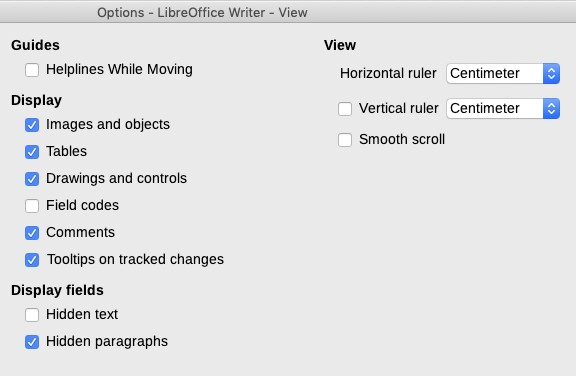 Options - LibreOffice Writer - View
Guides
Helplines While Moving
Display
Images and objects
Tables
Drawings and controls
Field codes
Comments
Tooltips on tracked changes
Display fields
Hidden text
Hidden paragraphs
View
Horizontal ruler Centimeter
Vertical ruler Centimeter
Smooth scroll